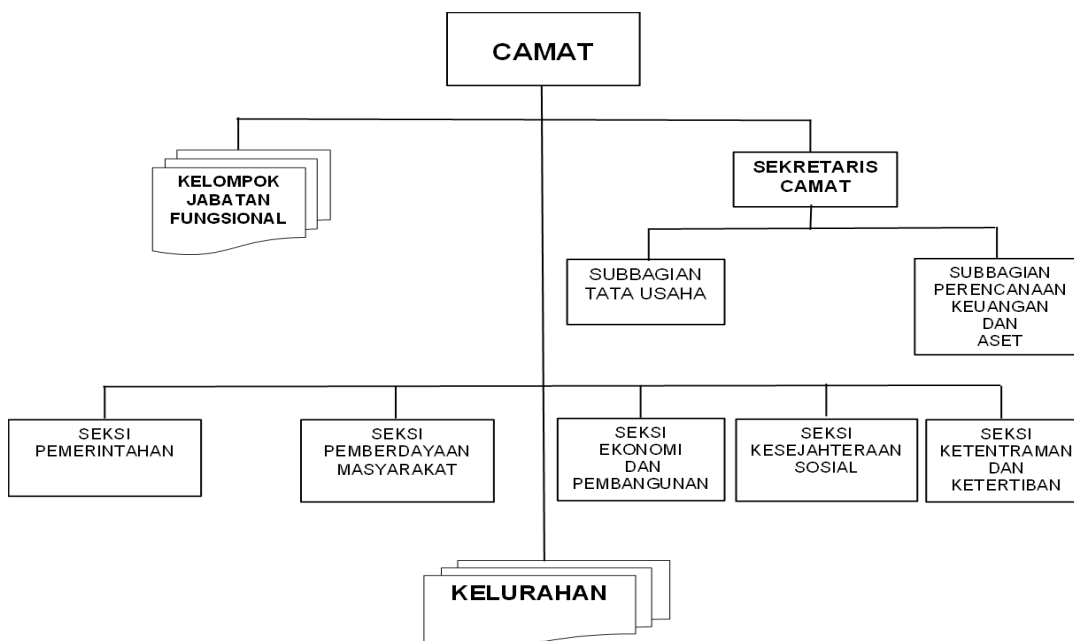 CAMAT
KELOMPOK
JABATAN
FUNGSIONAL
SEKRETARIS
CAMAT
SUBBAGIAN
TATA USAHA
SUBBAGIAN
PERENCANAAN
KEUANGAN
DAN
ASET
SEKSI
PEMERINTAHAN
SEKSI
PEMBERDAYAAN
MASYARAKAT
SEKSI
EKONOMI
DAN
PEMBANGUNAN
SEKSI
KESEJAHTERAAN
SOSIAL
SEKSI
KETENTRAMAN
DAN
KETERTIBAN
KELURAHAN